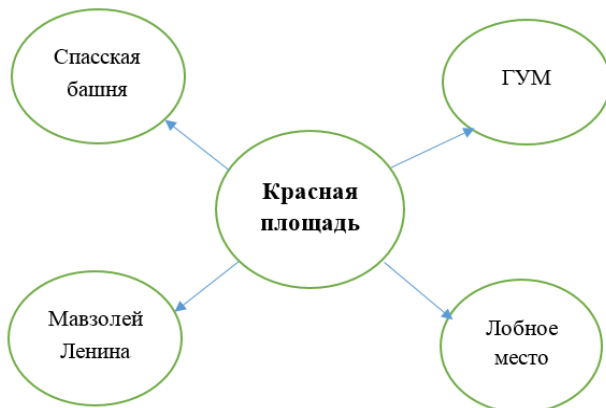 Спасская
башня
ГУМ
Красная
площадь
Мавзолей
Ленина
Лобное
место